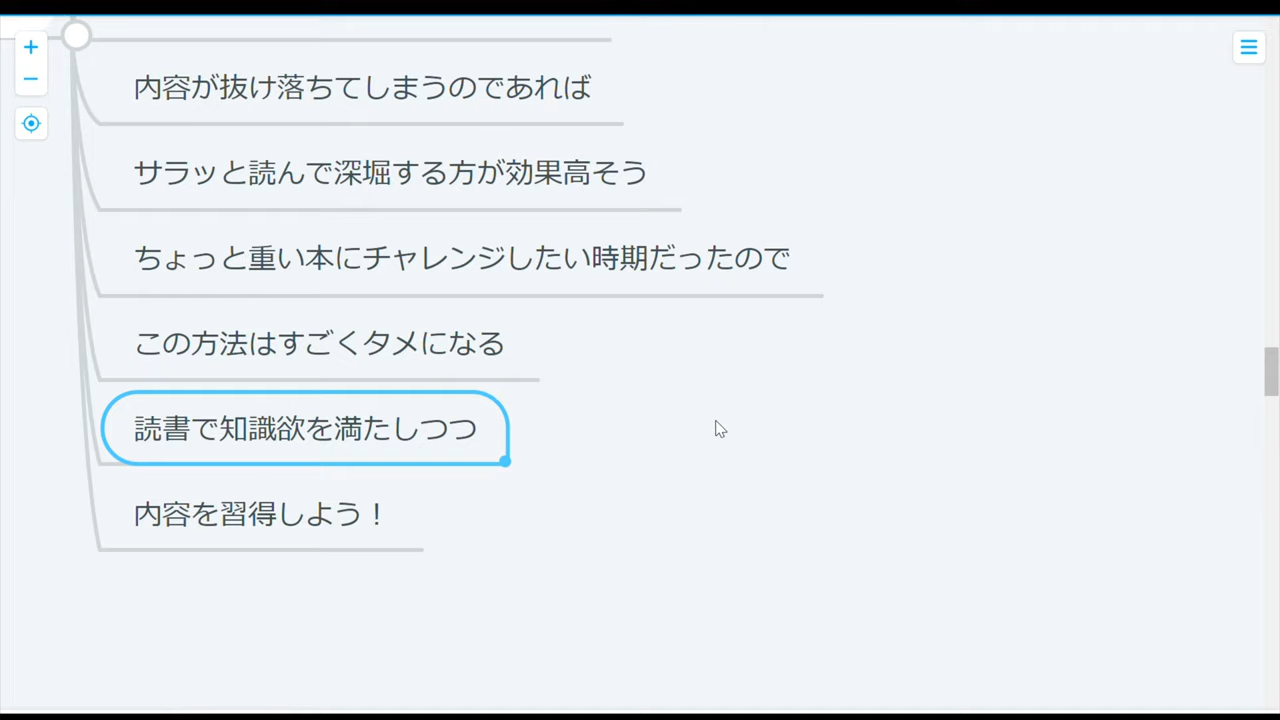 内容が抜け落ちてしまうのであれば
サラッと読んで深堀する方が効果高そう
ちょっと重い本にチャレンジしたい時期だったので
この方法はすごくタメになる
読書で知識欲を満たしつつ
内容を習得しよう！